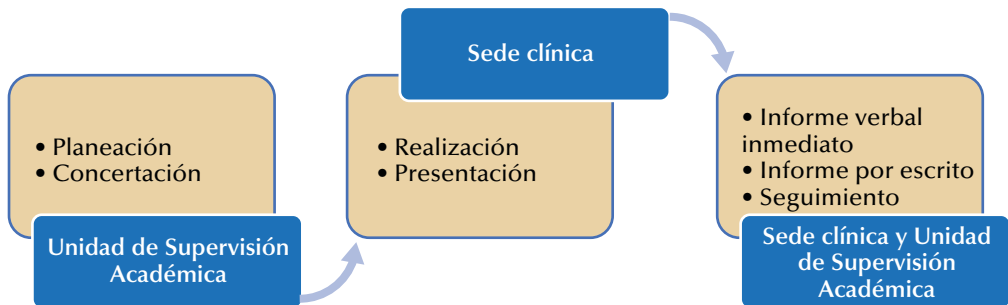 • Planeación
• Concertación
Unidad de Supervisión
Académica
Sede clínica
• Realización
• Presentación
• Informe verbal
inmediato
• Informe por escrito
• Seguimiento
Sede clínica y Unidad
de Supervisión
Académica